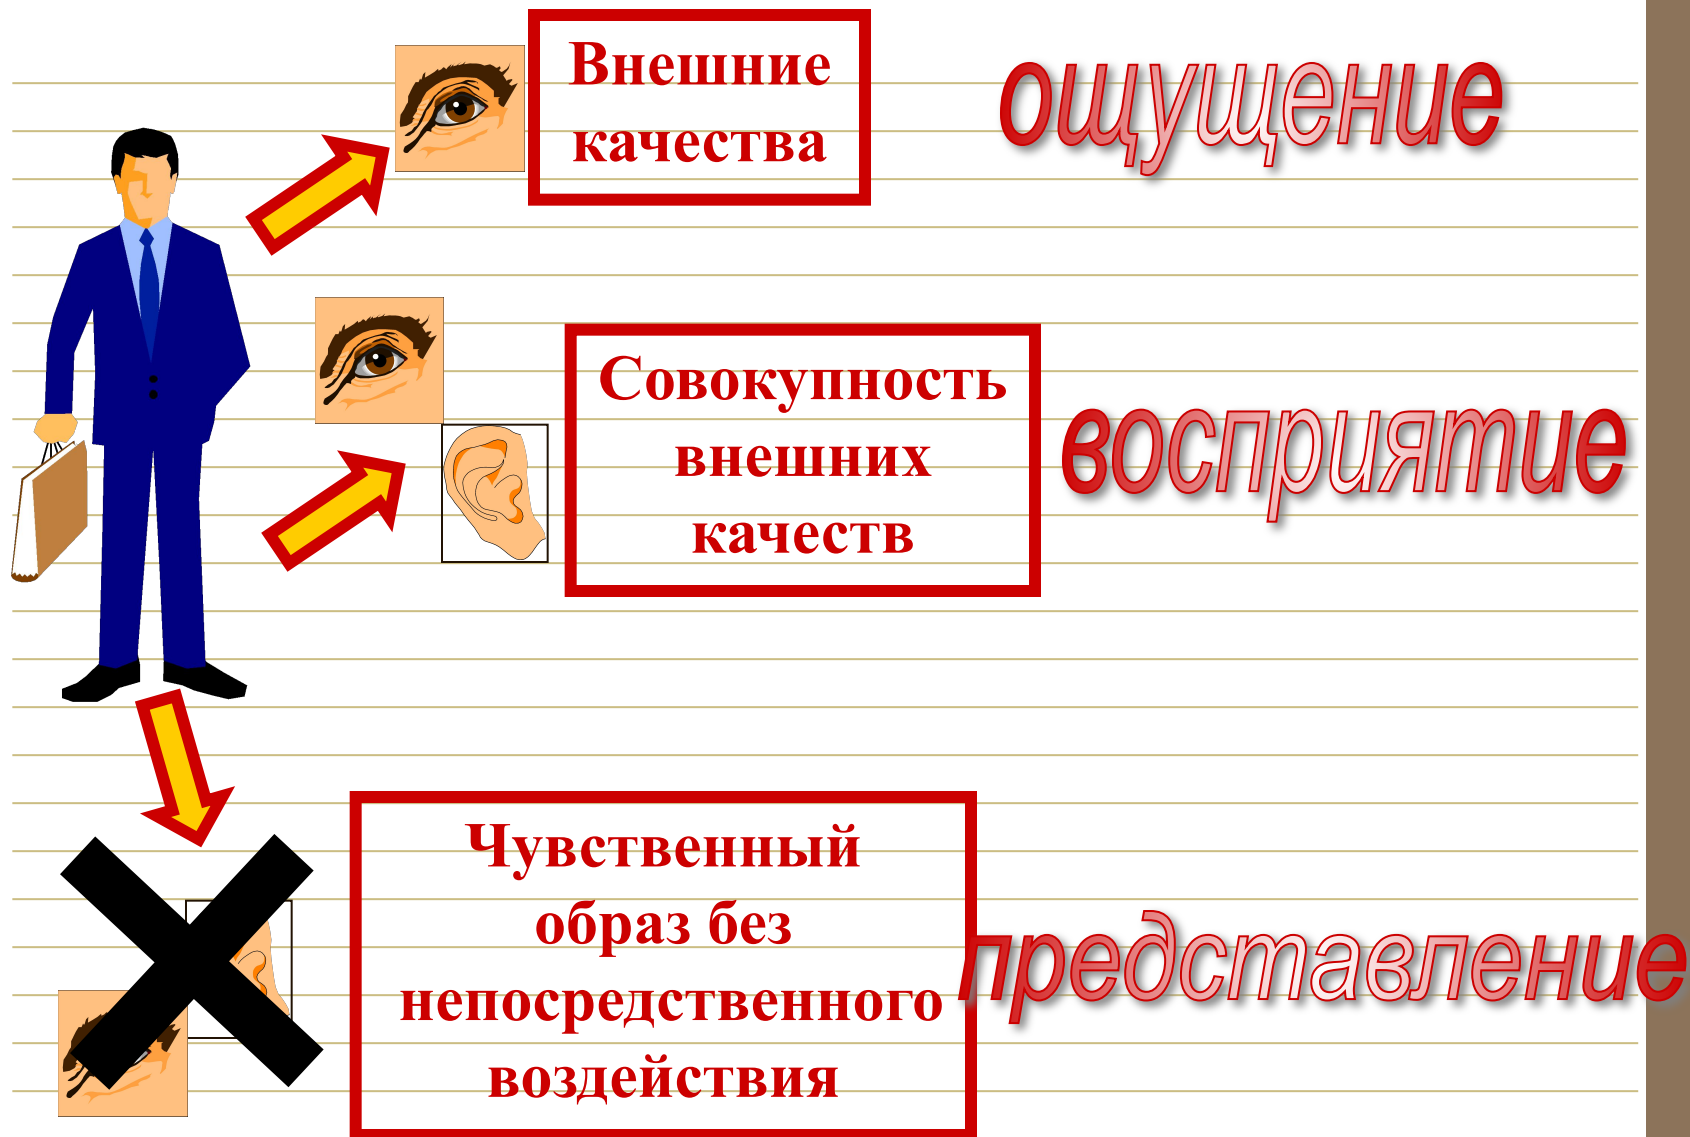 Внешние
качества
ощущение
Совокупность
внешних
качеств
восприятие
Чувственный
образ без
непосредственного
воздействия
представление